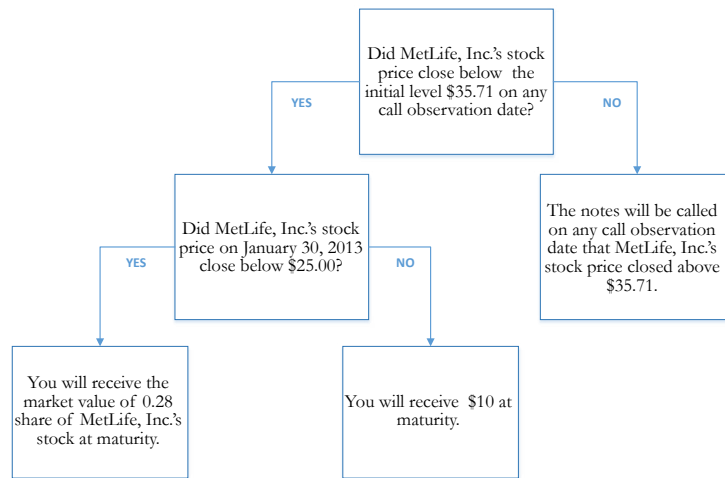 Did MetLife, Inc.'s stock
price close below the
initial level $35.71 on any
call observation date?
YES
NO
Did MetLife, Inc.'s stock
price on January 30, 2013
close below $25.00?
The notes will be called
on any call observation
date that MetLife, Inc.'s
stock price closed above
$35.71.
YES
NO
You will receive the
market value of 0.28
share of MetLife, Inc.'s
stock at maturity.
You will receive $10 at
maturity.